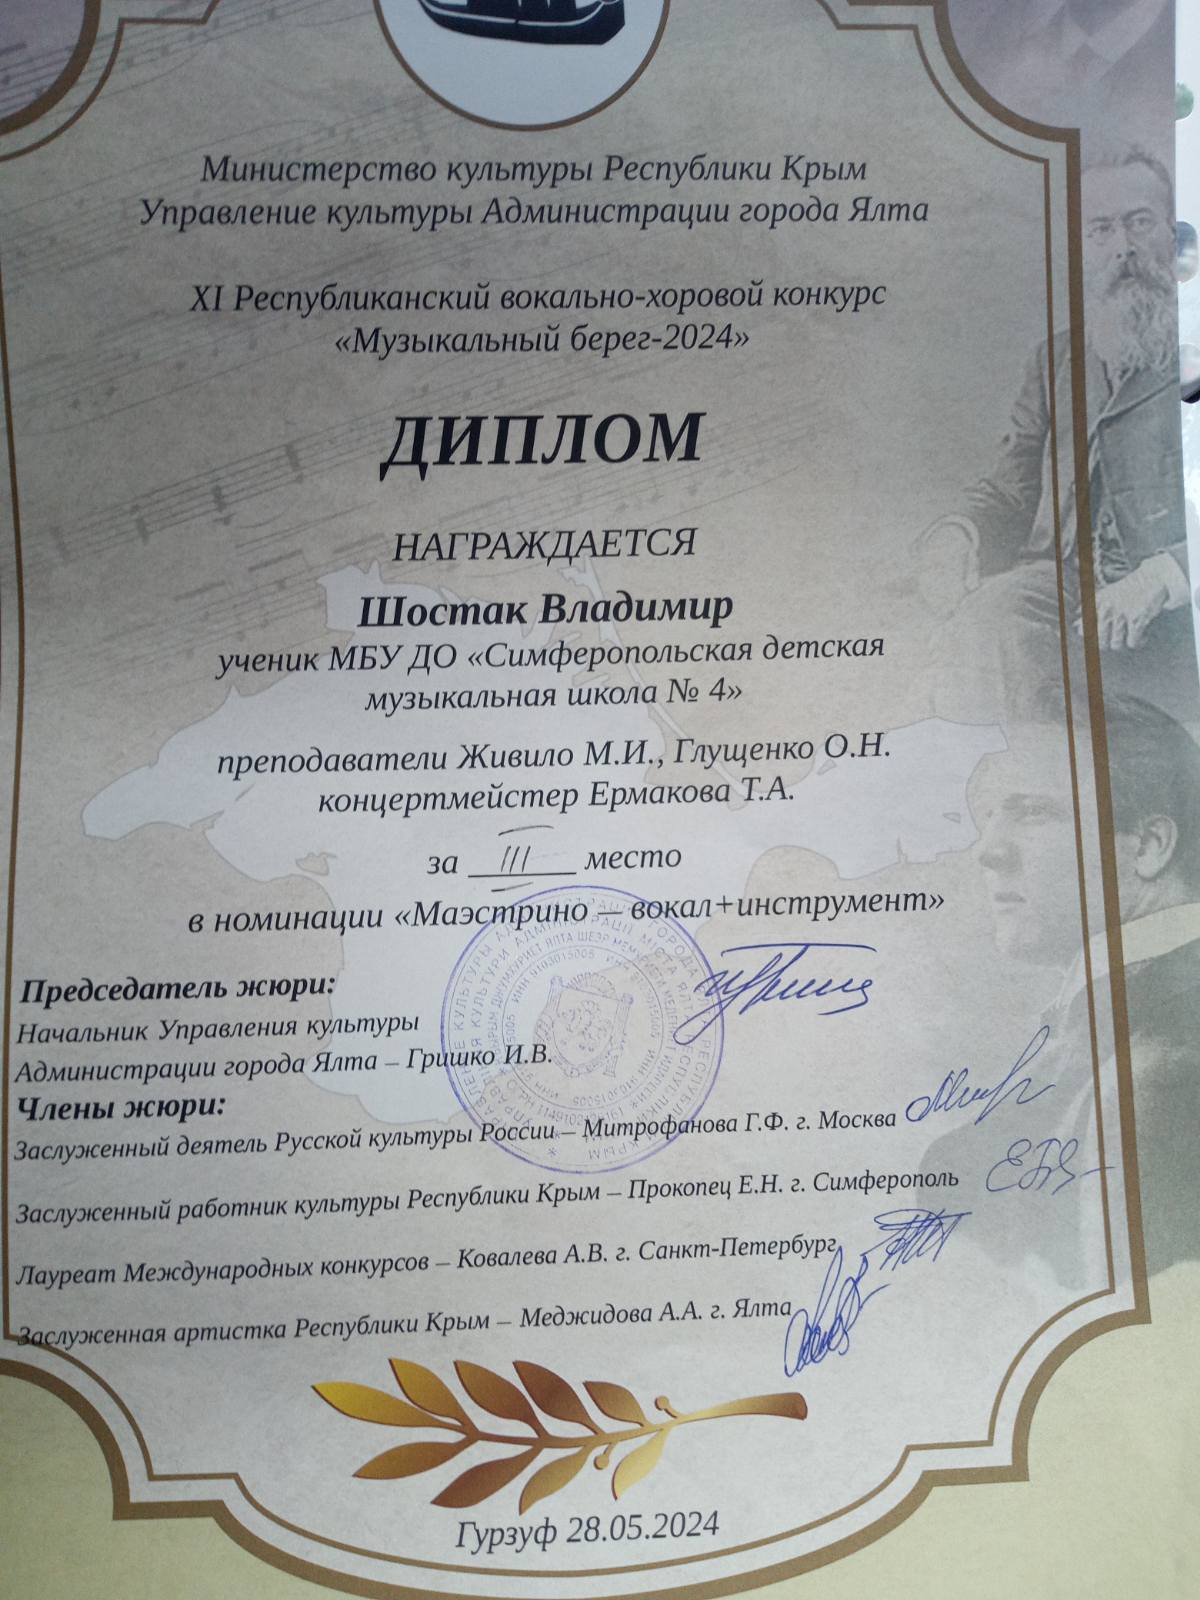 Министерство культуры Республики Крым
Управление культуры Администрации города Ялта
XI Республиканский вокально-хоровой конкурс
«Музыкальный берег-2024»
ДИПЛОМ
НАГРАЖДАЕТСЯ
Шостак Владимир
ученик МБУ ДО «Симферопольская детская
музыкальная школа № 4»
преподаватели Живило М.И., Глущенко О.Н.
концертмейстер Ермакова Т.А.
за III место
в номинации «Маэстрино — вокал+инструмент»
Председатель жюри:
Начальник Управления культуры
Администрации города Ялта – Гришко И.В.
Члены жюри:
Заслуженный деятель Русской культуры России – Митрофанова Г.Ф. г. Москва
Заслуженный работник культуры Республики Крым – Прокопец Е.Н. г. Симферополь
Лауреат Международных конкурсов – Ковалева А.В. г. Санкт-Петербург
Заслуженная артистка Республики Крым – Меджидова А.А. г. Ялта
Гурзуф 28.05.2024